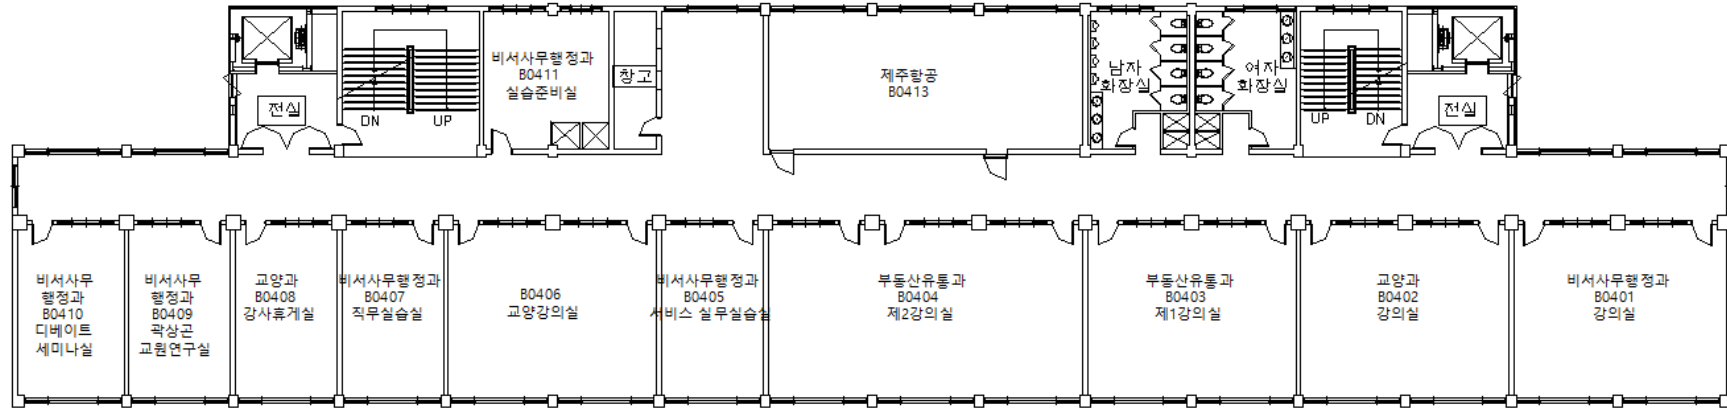 비서사무행정과
B0411
실습준비실
창고
제주항공
B0413
남자
화장실
여자
화장실
전실
DN
UP
UP
DN
전실
비서사무
행정과
B0410
디베이트
세미나실
비서사무
행정과
B0409
곽상곤
교원연구실
교양과
B0408
강사휴게실
비서사무행정과
B0407
직무실습실
B0406
교양강의실
비서사무행정과
B0405
서비스 실무실습실
부동산유통과
B0404
제2강의실
부동산유통과
B0403
제1강의실
교양과
B0402
강의실
비서사무행정과
B0401
강의실